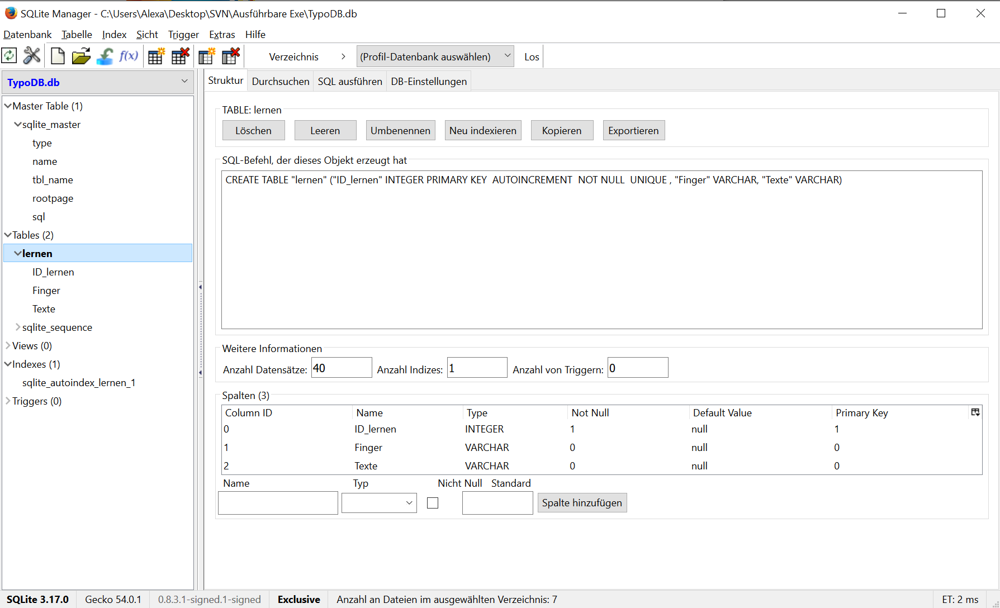 SQLite Manager - C:\Users\Alexa\Desktop\SVN\Ausführbare Exe\TypoDB.db
Datenbank Tabelle Index Sicht Trigger Extras Hilfe
f(x) Verzeichnis > (Profil-Datenbank auswählen) Los
TypoDB.db
Master Table (1)
sqlite_master
type
name
tbl_name
rootpage
sql
Tables (2)
lernen
ID_lernen
Finger
Texte
sqlite_sequence
Views (0)
Indexes (1)
sqlite_autoindex_lernen_1
Triggers (0)
Struktur Durchsuchen SQL ausführen DB-Einstellungen
TABLE: lernen
Löschen Leeren Umbenennen Neu indexieren Kopieren Exportieren
SQL-Befehl, der dieses Objekt erzeugt hat
CREATE TABLE "lernen" ("ID_lernen" INTEGER PRIMARY KEY  AUTOINCREMENT  NOT NULL  UNIQUE , "Finger" VARCHAR, "Texte" VARCHAR)
Weitere Informationen
Anzahl Datensätze: 40 Anzahl Indizes: 1 Anzahl von Triggern: 0
Spalten (3)
Column ID Name Type Not Null Default Value Primary Key
0 ID_lernen INTEGER 1 null 1
1 Finger VARCHAR 0 null 0
2 Texte VARCHAR 0 null 0
Name Typ Nicht Null Standard
Spalte hinzufügen
SQLite 3.17.0 Gecko 54.0.1 0.8.3.1-signed.1-signed Exclusive Anzahl an Dateien im ausgewählten Verzeichnis: 7 ET: 2 ms